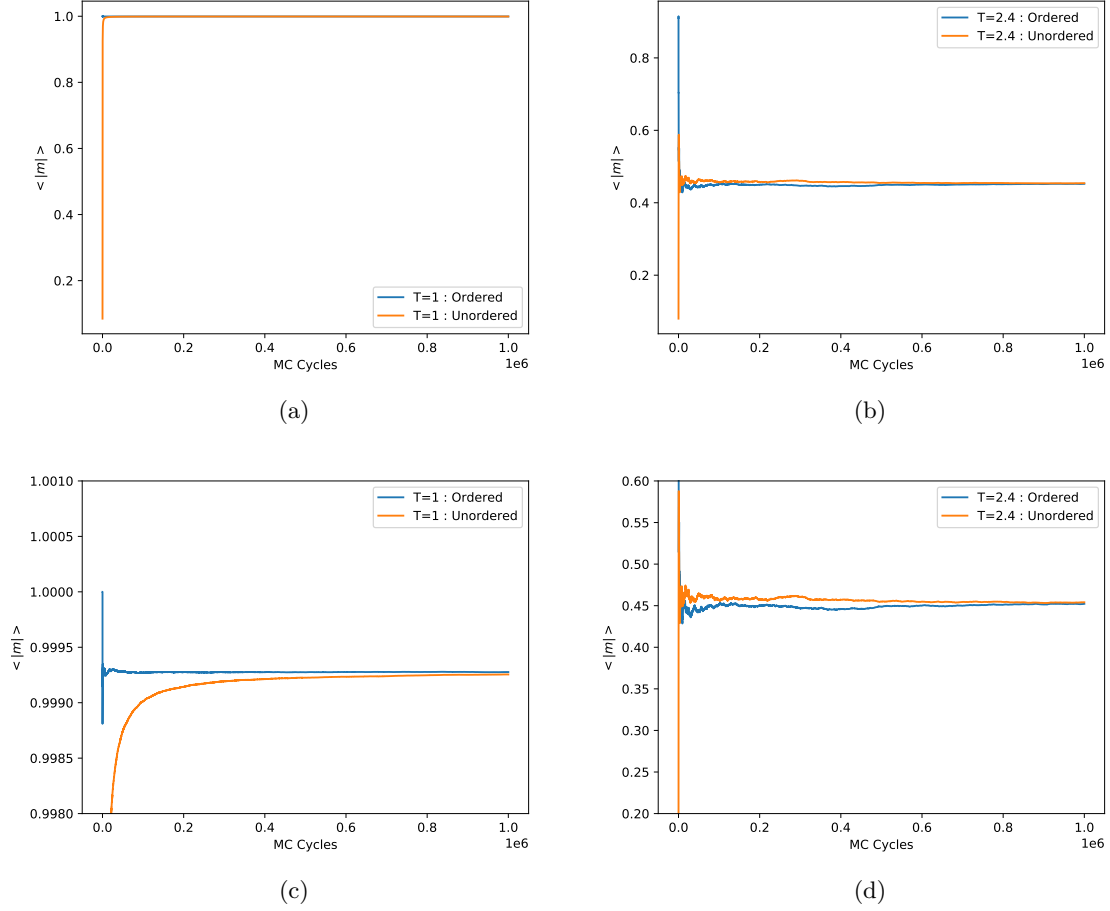 1.0
0.8
0.6
0.4
0.2
< |m| >
T=1 : Ordered
T=1 : Unordered
0.0 0.2 0.4 0.6 0.8 1.0
1e6
MC Cycles
(a)
0.8
0.6
0.4
0.2
< |m| >
T=2.4 : Ordered
T=2.4 : Unordered
0.0 0.2 0.4 0.6 0.8 1.0
1e6
MC Cycles
(b)
1.0010
1.0005
1.0000
0.9995
0.9990
0.9985
0.9980
< |m| >
T=1 : Ordered
T=1 : Unordered
0.0 0.2 0.4 0.6 0.8 1.0
1e6
MC Cycles
(c)
0.60
0.55
0.50
0.45
0.40
0.35
0.30
0.25
0.20
< |m| >
T=2.4 : Ordered
T=2.4 : Unordered
0.0 0.2 0.4 0.6 0.8 1.0
1e6
MC Cycles
(d)